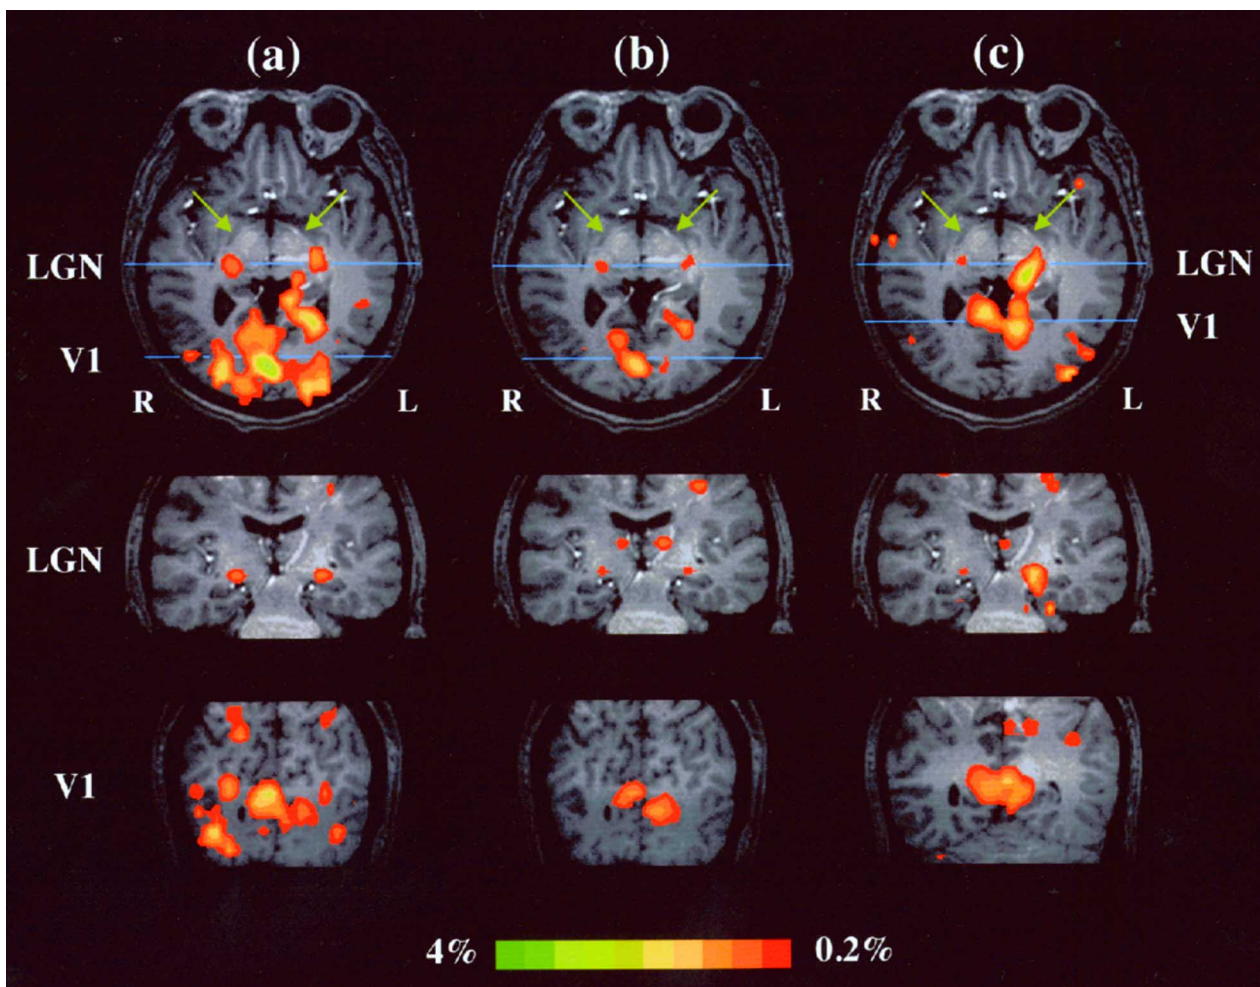 (a) (b) (c)
LGN LGN
V1 V1
R L R L R L
LGN
V1
4% 0.2%